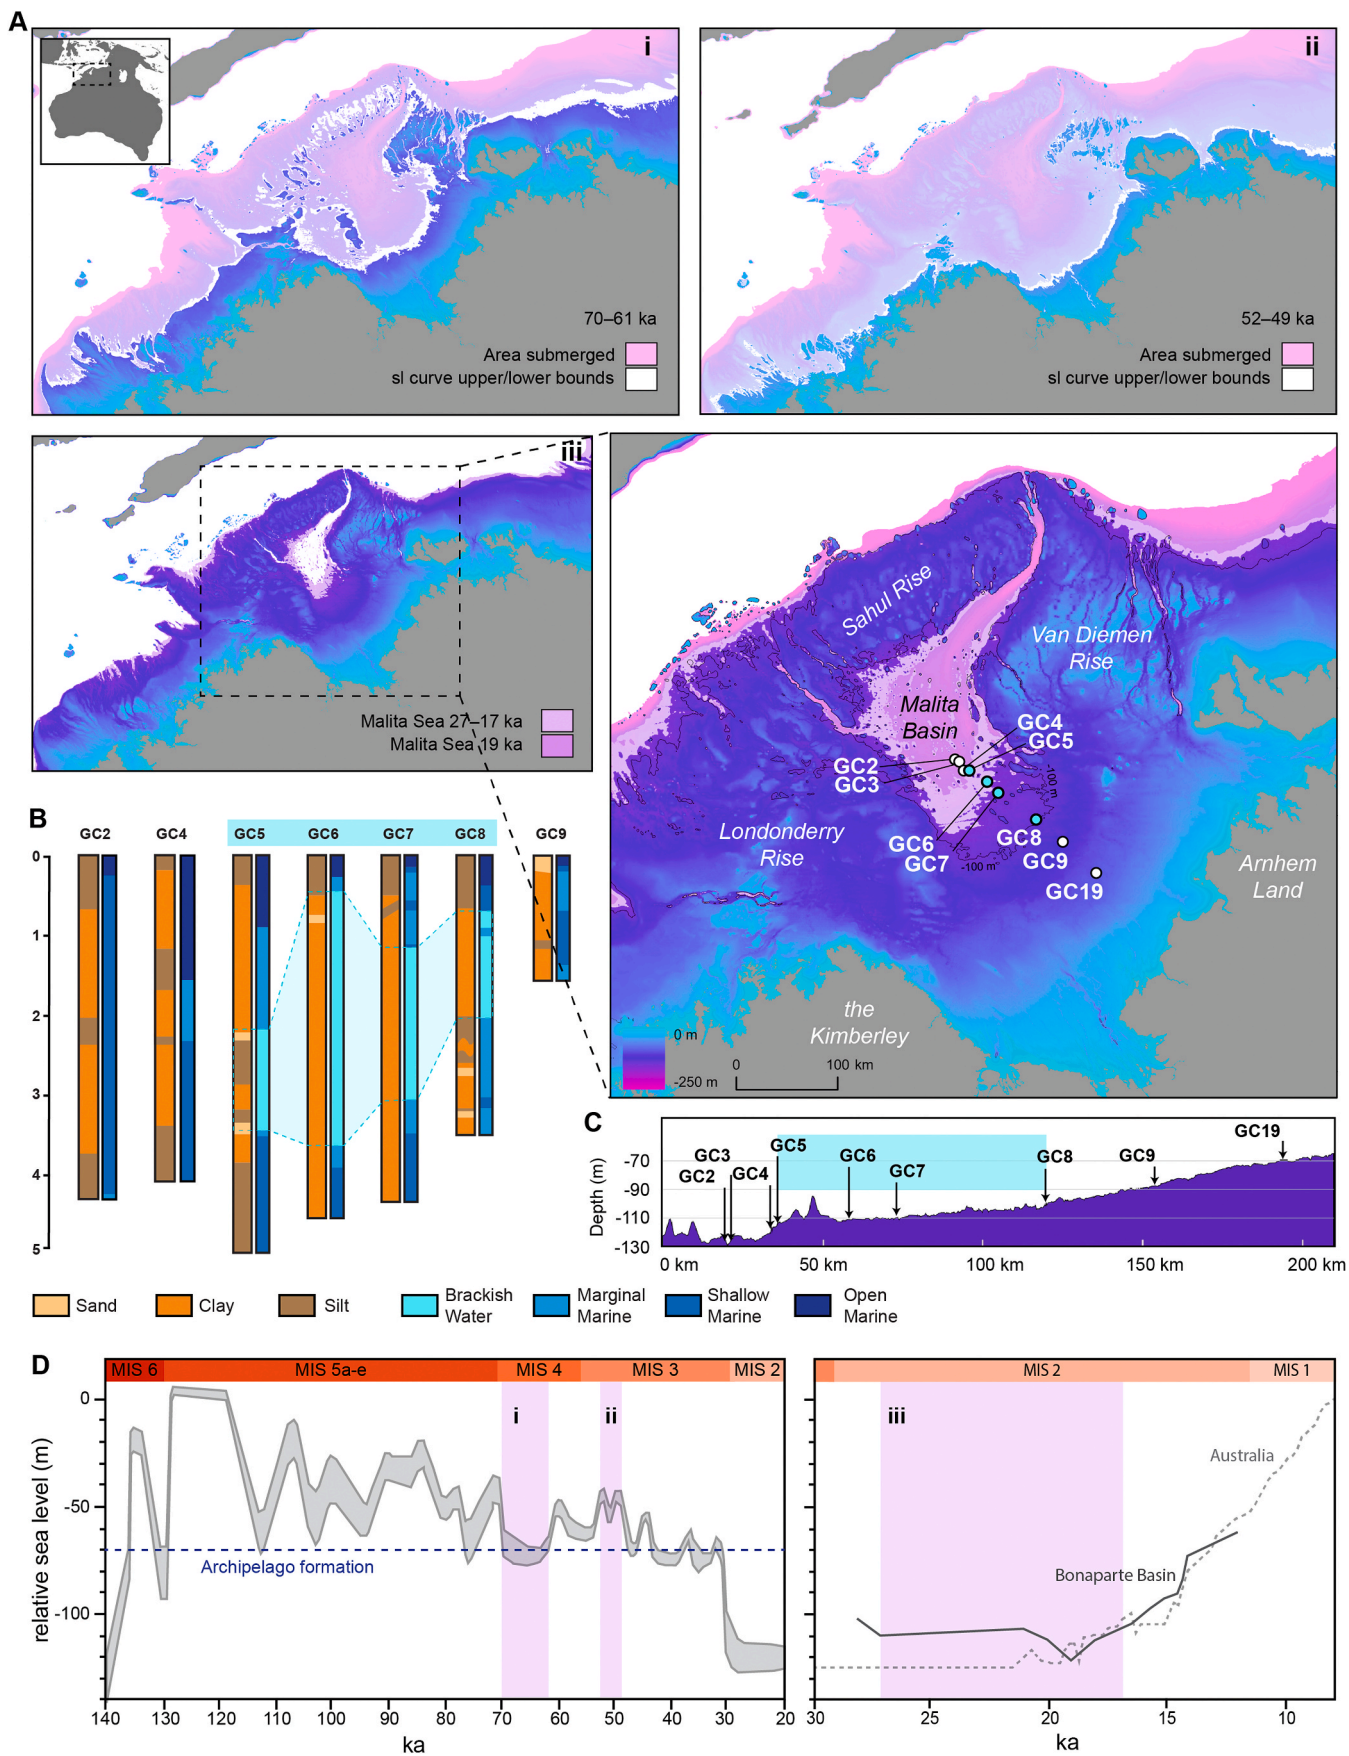 A
i
70–61 ka
Area submerged
sl curve upper/lower bounds
ii
52–49 ka
Area submerged
sl curve upper/lower bounds
iii
Malita Sea 27–17 ka
Malita Sea 19 ka
Sahul Rise
Van Diemen
Rise
Malita
Basin
GC4
GC5
GC2
GC3
-100 m
Londonderry
Rise
GC6
GC7
GC8
GC9
GC19
-100 m
Arnhem
Land
the
Kimberley
0 m
-250 m
0
100 km
B
GC2
GC4
GC5
GC6
GC7
GC8
GC9
0
1
2
3
4
5
C
GC5
GC3
GC2
GC4
GC6
GC7
GC8
GC9
GC19
Depth (m)
-70
-90
-110
-130
0 km
50 km
100 km
150 km
200 km
Sand
Clay
Silt
Brackish
Water
Marginal
Marine
Shallow
Marine
Open
Marine
D
MIS 6
MIS 5a-e
MIS 4
MIS 3
MIS 2
MIS 2
MIS 1
i
ii
iii
relative sea level (m)
0
-50
-100
Archipelago formation
Australia
Bonaparte Basin
140
130
120
110
100
90
80
70
60
50
40
30
20
ka
30
25
20
15
10
ka